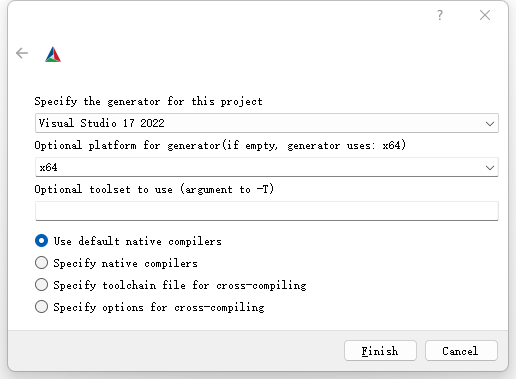 ?
Specify the generator for this project
Visual Studio 17 2022
Optional platform for generator(if empty, generator uses: x64)
x64
Optional toolset to use (argument to -T)
Use default native compilers
Specify native compilers
Specify toolchain file for cross-compiling
Specify options for cross-compiling
Finish Cancel